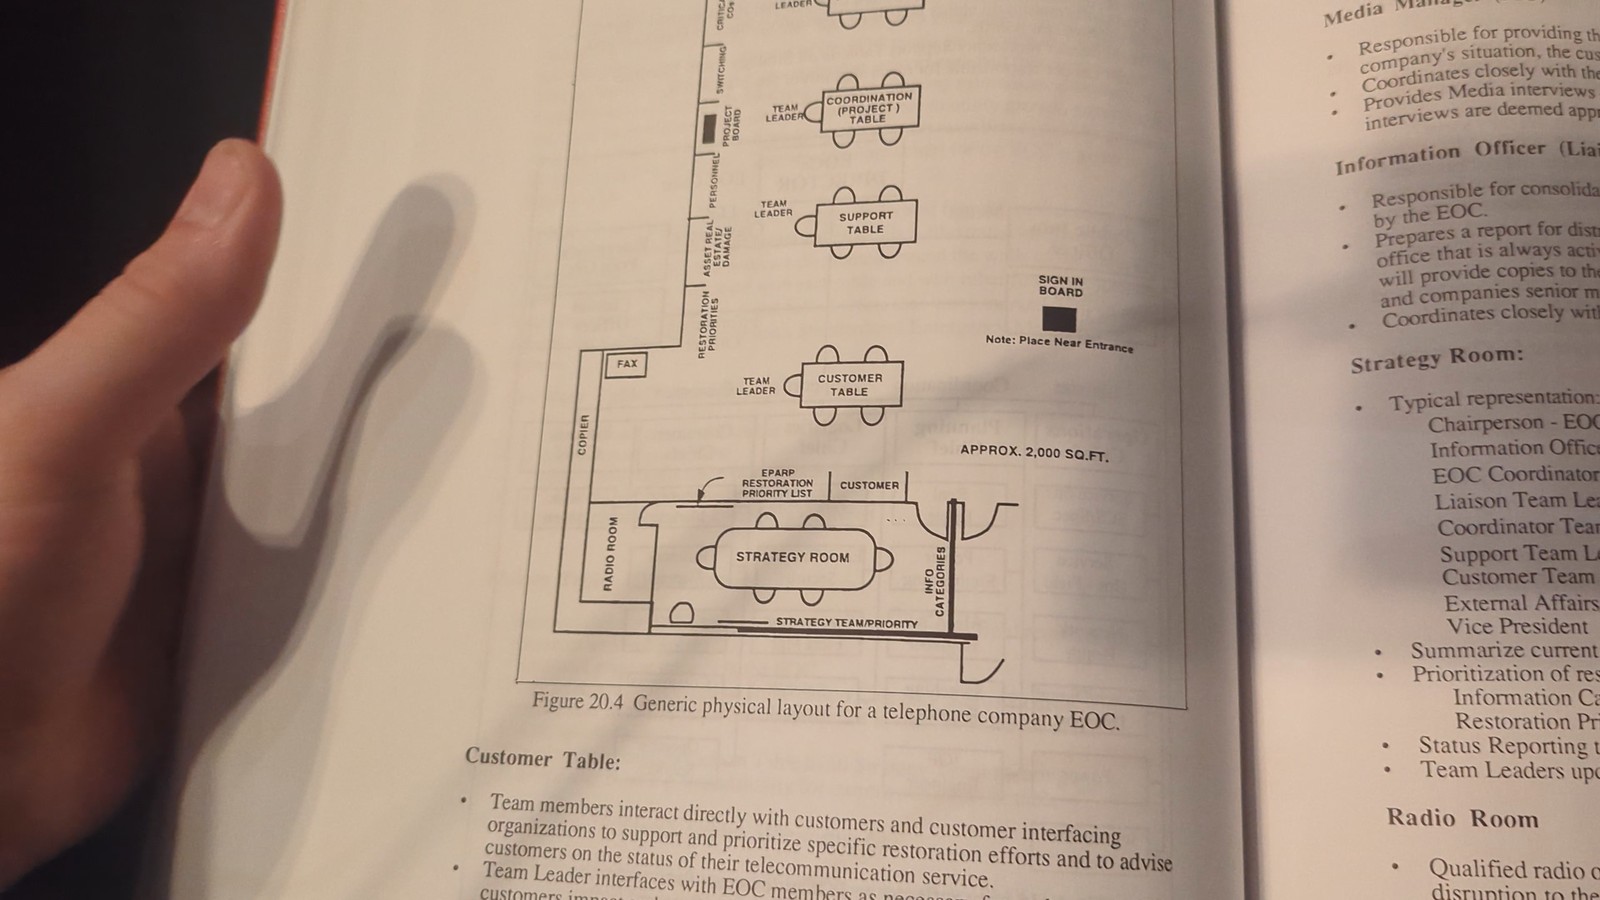 LEADER
CRITICAL
COs
SWITCHING
PROJECT
BOARD
PERSONNEL
ASSET REAL
ESTATE/
DAMAGE
RESTORATION
PRIORITIES
TEAM
LEADER
COORDINATION
(PROJECT)
TABLE
TEAM
LEADER
SUPPORT
TABLE
SIGN IN
BOARD
Note: Place Near Entrance
FAX
COPIER
TEAM
LEADER
CUSTOMER
TABLE
APPROX. 2,000 SQ.FT.
EPARP
RESTORATION
PRIORITY LIST
CUSTOMER
RADIO ROOM
STRATEGY ROOM
INFO
CATEGORIES
STRATEGY TEAM/PRIORITY
Figure 20.4 Generic physical layout for a telephone company EOC.
Customer Table:
• Team members interact directly with customers and customer interfacing
organizations to support and prioritize specific restoration efforts and to advise
customers on the status of their telecommunication service.
• Team Leader interfaces with EOC members as
customers
Media
• Responsible for providing
company's situation, the
• Coordinates closely with the
• Provides Media interviews
interviews are deemed
Information Officer
• Responsible for
by the EOC.
• Prepares a report for
office that is always
will provide copies to the
and companies senior
• Coordinates closely
Strategy Room:
• Typical representation:
Chairperson - EOC
Information
EOC Coordinator
Liaison Team
Coordinator
Support Team
Customer Team
External Affairs
Vice President
• Summarize current
• Prioritization of
Information
Restoration
• Status Reporting
• Team Leaders
Radio Room
• Qualified radio
disruption to the